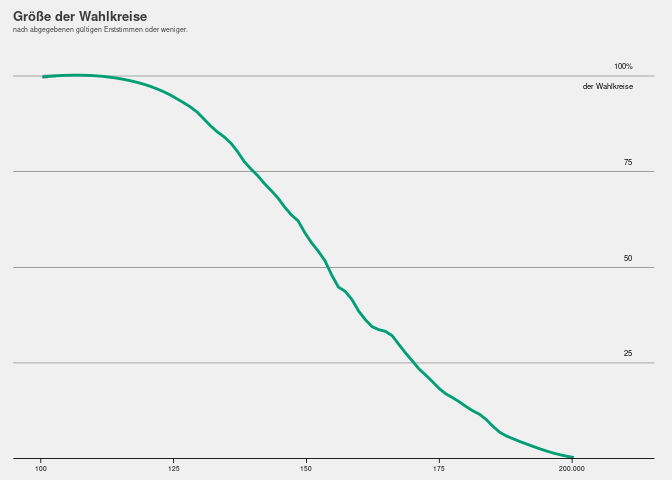 Größe der Wahlkreise
nach abgegebenen gültigen Erststimmen oder weniger.
100%
der Wahlkreise
75
50
25
100 125 150 175 200.000